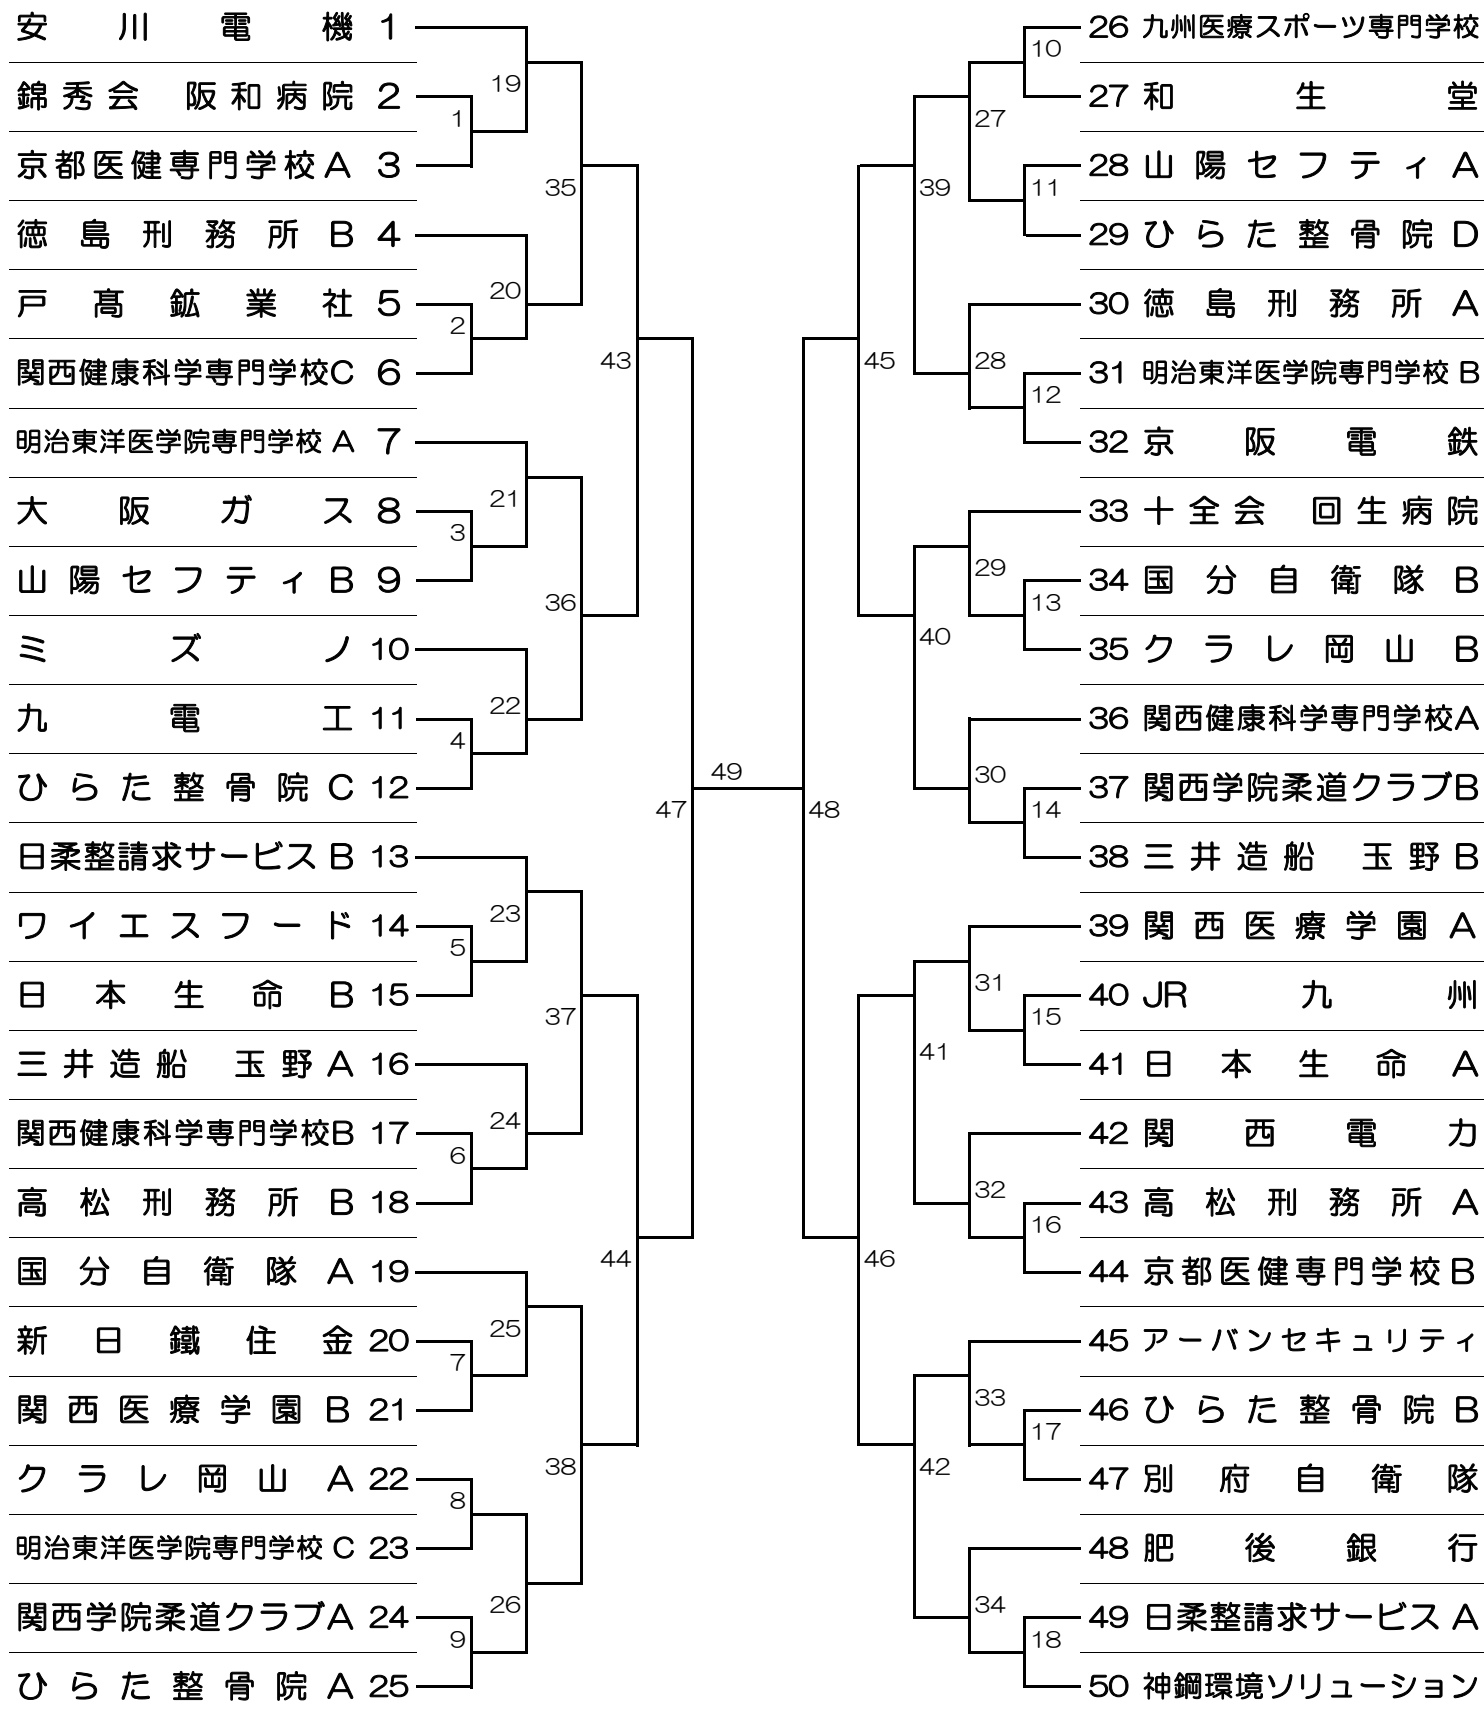 安川電機 1
錦秀会 阪和病院 2
京都医健専門学校A 3
徳島刑務所B 4
戸髙鉱業社 5
関西健康科学専門学校C 6
明治東洋医学院専門学校 A 7
大阪ガス 8
山陽セフティB 9
ミズノ 10
九電工 11
ひらた整骨院C 12
日柔整請求サービス B 13
ワイエスフード 14
日本生命B 15
三井造船 玉野A 16
関西健康科学専門学校B 17
高松刑務所B 18
国分自衛隊A 19
新日鐵住金 20
関西医療学園B 21
クラレ岡山A 22
明治東洋医学院専門学校 C 23
関西学院柔道クラブA 24
ひらた整骨院A 25
1
2
3
4
5
6
7
8
9
19
20
21
22
23
24
25
26
35
36
37
38
43
44
47
49
48
45
46
39
40
41
42
27
28
29
30
31
32
33
34
10
11
12
13
14
15
16
17
18
26 九州医療スポーツ専門学校
27 和生堂
28 山陽セフティA
29 ひらた整骨院D
30 徳島刑務所A
31 明治東洋医学院専門学校 B
32 京阪電鉄
33 十全会 回生病院
34 国分自衛隊B
35 クラレ岡山B
36 関西健康科学専門学校A
37 関西学院柔道クラブB
38 三井造船 玉野B
39 関西医療学園A
40 JR九州
41 日本生命A
42 関西電力
43 高松刑務所A
44 京都医健専門学校B
45 アーバンセキュリティ
46 ひらた整骨院B
47 別府自衛隊
48 肥後銀行
49 日柔整請求サービス A
50 神鋼環境ソリューション